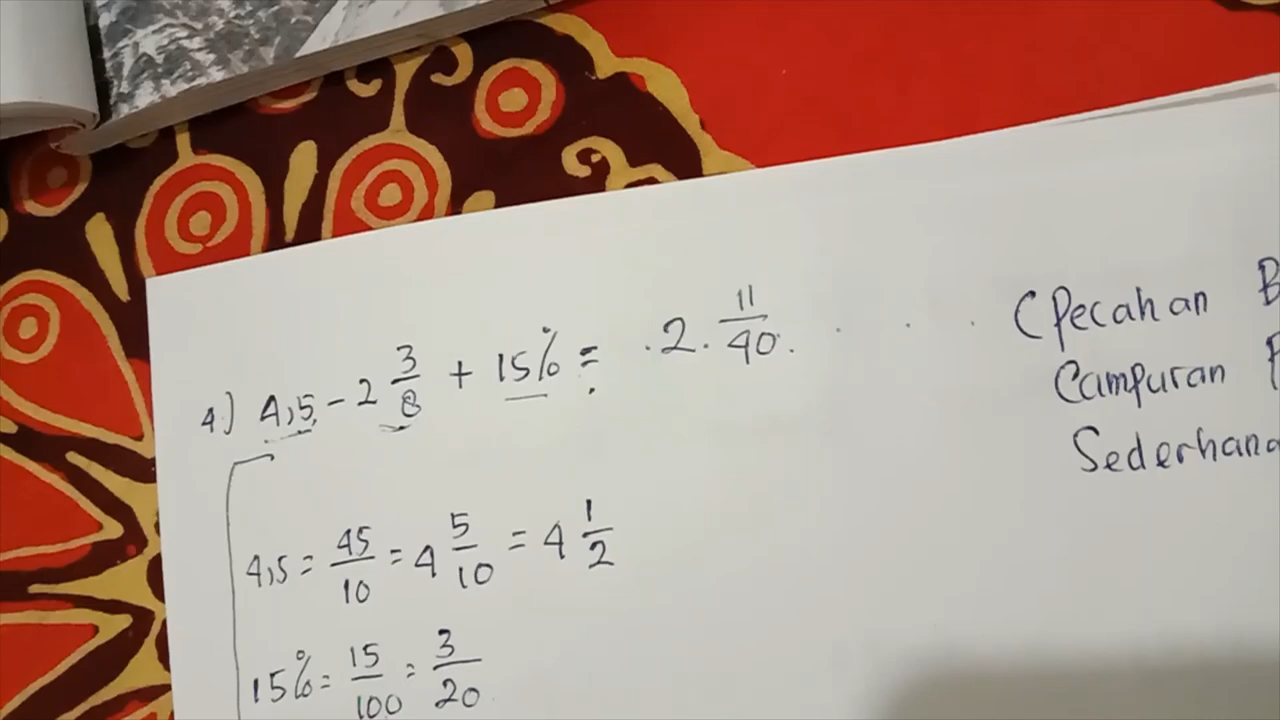 4.) 4,5 - 2 3/8 + 15% = .2. 11/40. . . .
(Pecahan
Campuran
4,5 = 45/10 = 4 5/10 = 4 1/2
15% = 15/100 = 3/20